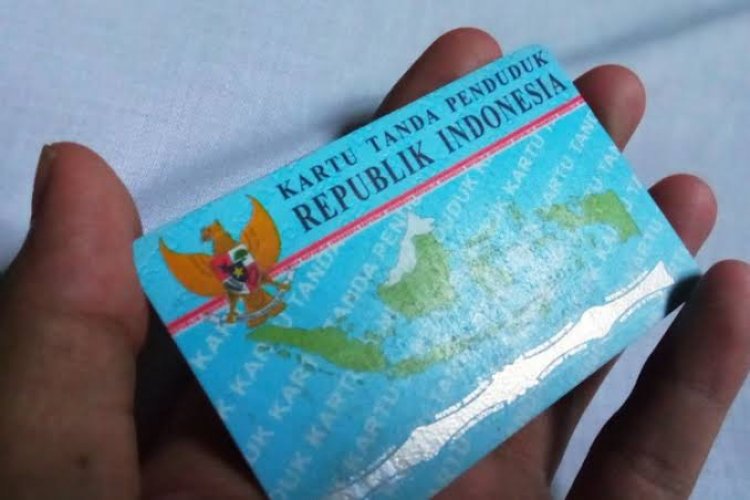 KARTU TANDA PENDUDUK
REPUBLIK INDONESIA